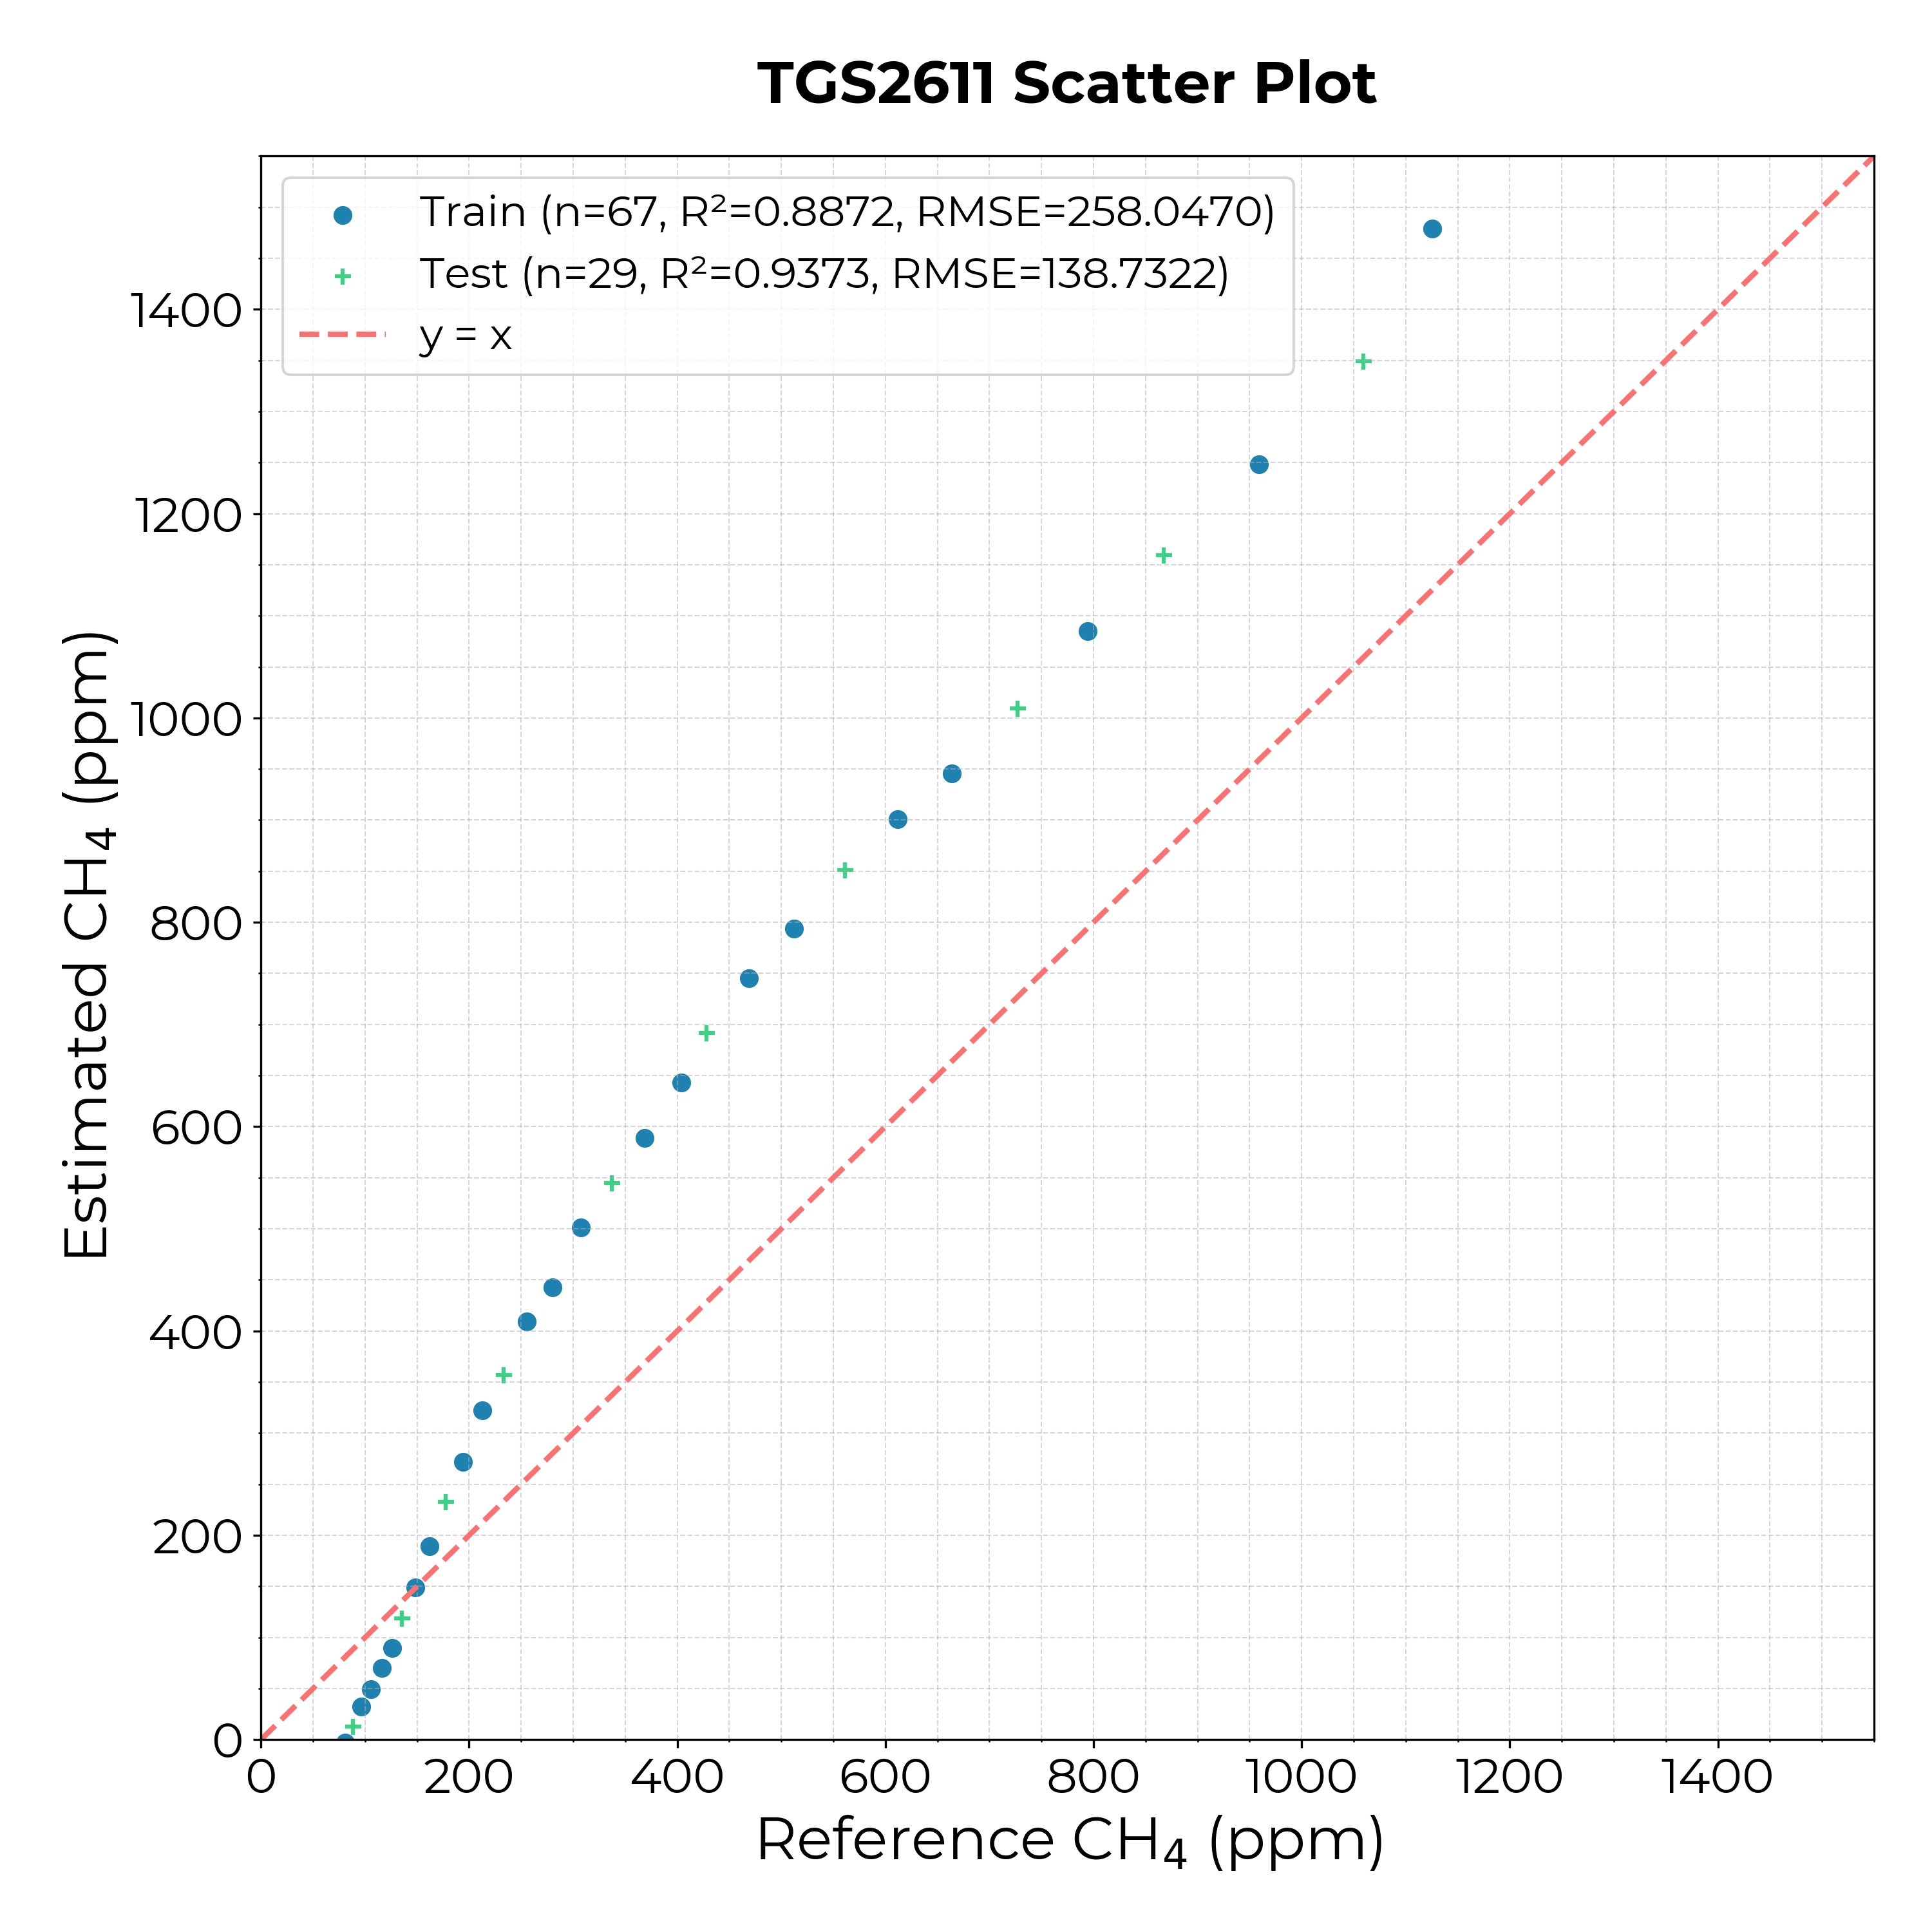 TGS2611 Scatter Plot
Train (n=67, R²=0.8872, RMSE=258.0470)
Test (n=29, R²=0.9373, RMSE=138.7322)
y = x
Estimated CH₄ (ppm)
1400
1200
1000
800
600
400
200
0
0 200 400 600 800 1000 1200 1400
Reference CH₄ (ppm)